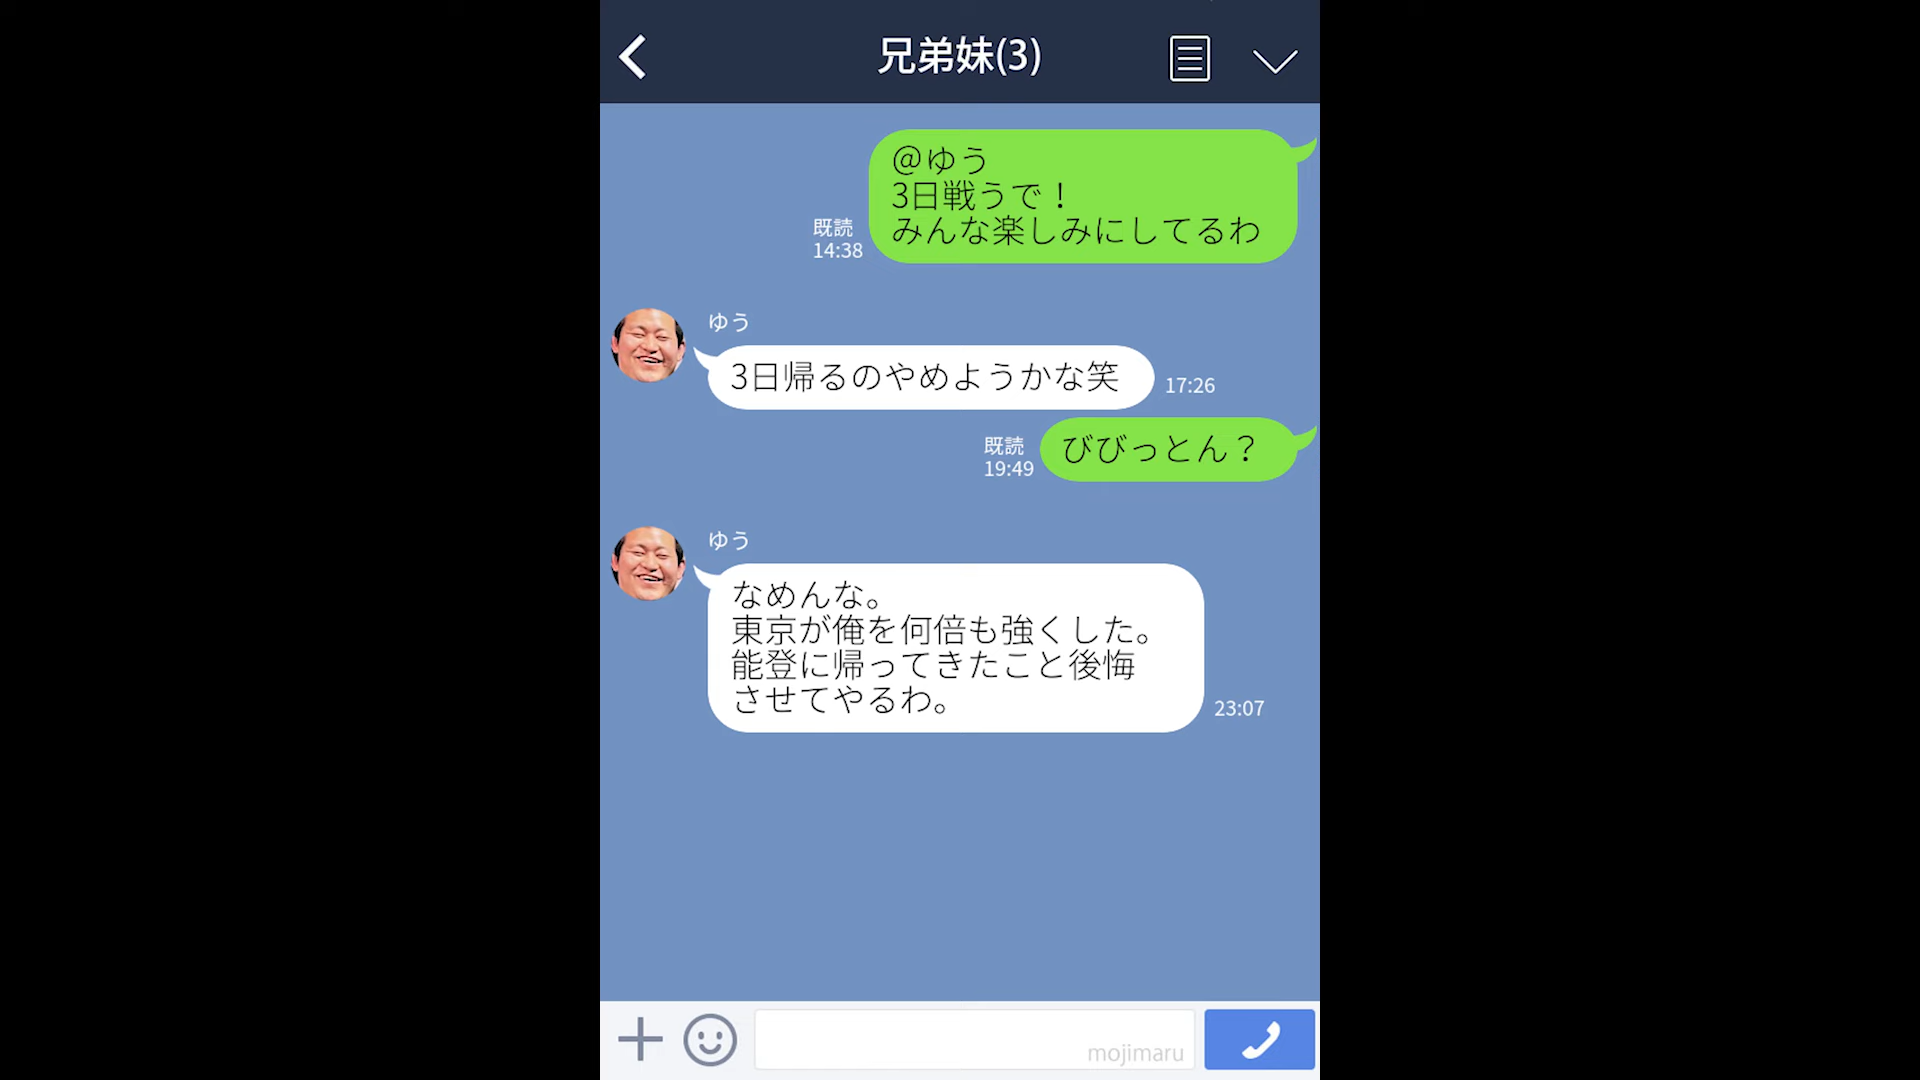 兄弟妹(3)
@ゆう
3日戦うで！
みんな楽しみにしてるわ
既読
14:38
ゆう
3日帰るのやめようかな笑
17:26
びびっとん？
既読
19:49
ゆう
なめんな。
東京が俺を何倍も強くした。
能登に帰ってきたこと後悔
させてやるわ。
23:07
mojimaru